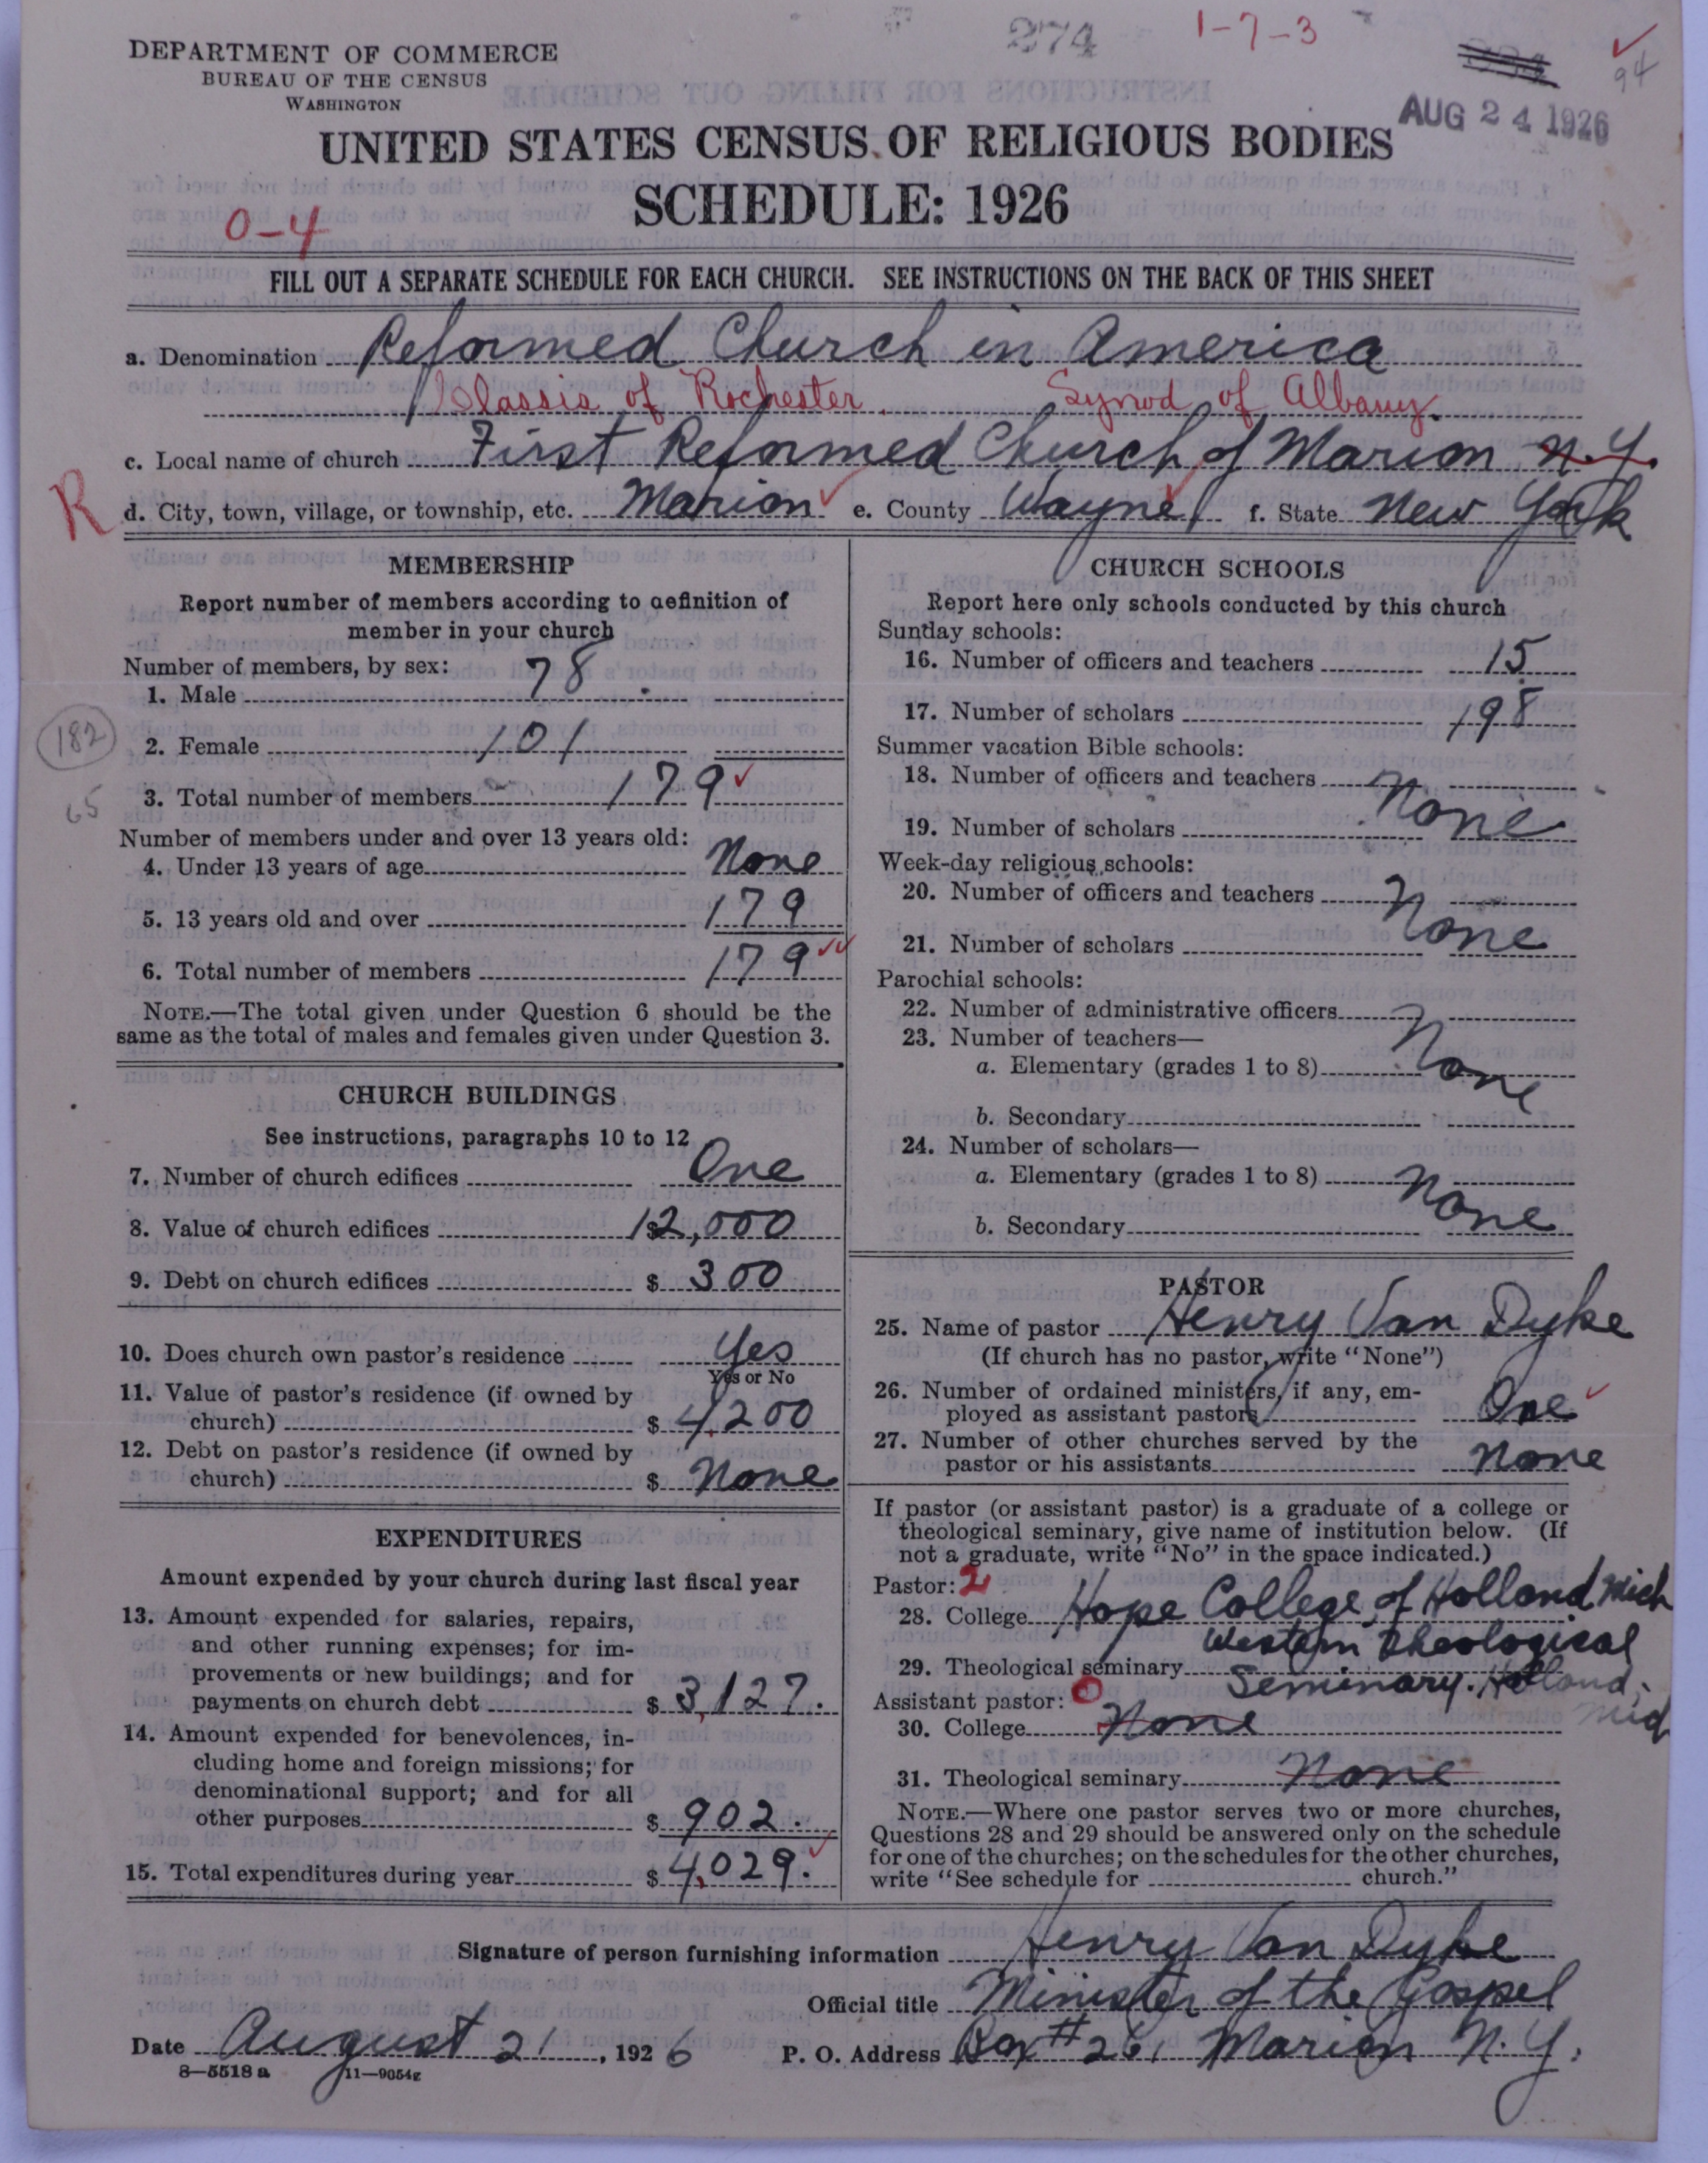 274
1-7-3
94
DEPARTMENT OF COMMERCE
BUREAU OF THE CENSUS
WASHINGTON
AUG 24 1926
UNITED STATES CENSUS OF RELIGIOUS BODIES
SCHEDULE: 1926
0-4
FILL OUT A SEPARATE SCHEDULE FOR EACH CHURCH. SEE INSTRUCTIONS ON THE BACK OF THIS SHEET
a. Denomination Reformed Church in America
Classis of Rochester. Synod of Albany.
c. Local name of church First Reformed Church of Marion N.Y.
R
d. City, town, village, or township, etc. Marion e. County Wayne f. State New York
MEMBERSHIP
Report number of members according to definition of
member in your church
Number of members, by sex:
1. Male 78
182
2. Female 101
3. Total number of members 179
65
Number of members under and over 13 years old:
4. Under 13 years of age None
5. 13 years old and over 179
6. Total number of members 179
NOTE.—The total given under Question 6 should be the
same as the total of males and females given under Question 3.
CHURCH BUILDINGS
See instructions, paragraphs 10 to 12
7. Number of church edifices One
8. Value of church edifices $12,000
9. Debt on church edifices $ 300
10. Does church own pastor's residence Yes
Yes or No
11. Value of pastor's residence (if owned by
church) $ 4,200
12. Debt on pastor's residence (if owned by
church) $ None
EXPENDITURES
Amount expended by your church during last fiscal year
13. Amount expended for salaries, repairs,
and other running expenses; for im-
provements or new buildings; and for
payments on church debt $ 3,127.
14. Amount expended for benevolences, in-
cluding home and foreign missions; for
denominational support; and for all
other purposes $ 902.
15. Total expenditures during year $ 4,029.
CHURCH SCHOOLS
Report here only schools conducted by this church
Sunday schools:
16. Number of officers and teachers 15
17. Number of scholars 198
Summer vacation Bible schools:
18. Number of officers and teachers
19. Number of scholars None
Week-day religious schools:
20. Number of officers and teachers
21. Number of scholars None
Parochial schools:
22. Number of administrative officers
23. Number of teachers—
a. Elementary (grades 1 to 8) None
b. Secondary
24. Number of scholars—
a. Elementary (grades 1 to 8)
b. Secondary None
PASTOR
25. Name of pastor Henry Van Dyke
(If church has no pastor, write "None")
26. Number of ordained ministers, if any, em-
ployed as assistant pastors One
27. Number of other churches served by the
pastor or his assistants None
If pastor (or assistant pastor) is a graduate of a college or
theological seminary, give name of institution below. (If
not a graduate, write "No" in the space indicated.)
Pastor: 2
28. College Hope College of Holland Mich
Western Theological
29. Theological seminary Seminary. Holland,
Mich
Assistant pastor: 0
30. College None
31. Theological seminary None
NOTE.—Where one pastor serves two or more churches,
Questions 28 and 29 should be answered only on the schedule
for one of the churches; on the schedules for the other churches,
write "See schedule for church."
Signature of person furnishing information Henry Van Dyke
Official title Minister of the Gospel
Date August 21, 1926 P. O. Address Box #26, Marion N.Y.
8—5518 a 11—9054g